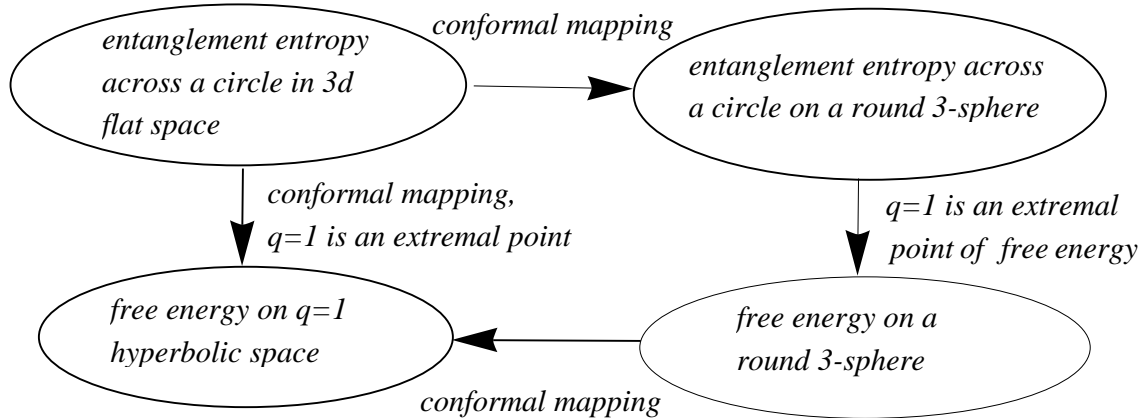 entanglement entropy
across a circle in 3d
flat space
conformal mapping
entanglement entropy across
a circle on a round 3-sphere
conformal mapping,
q=1 is an extremal point
q=1 is an extremal
point of free energy
free energy on q=1
hyperbolic space
conformal mapping
free energy on a
round 3-sphere